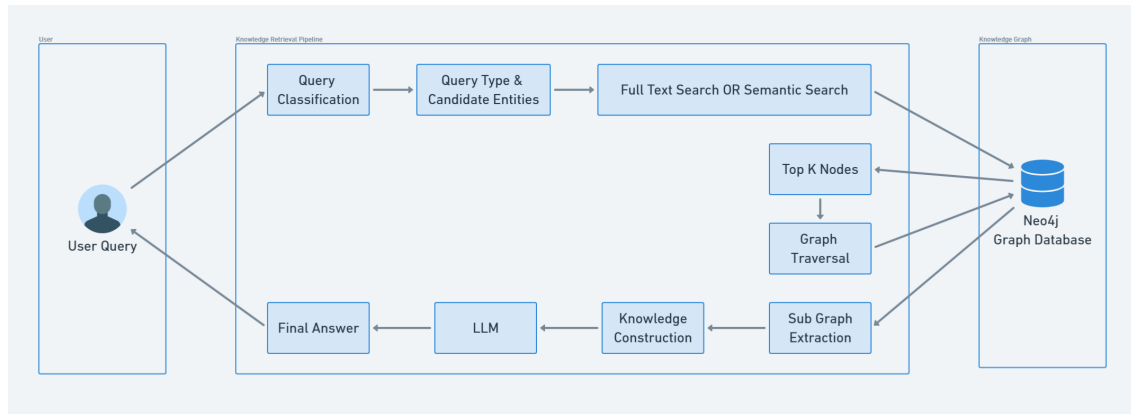 User
Knowledge Retrieval Pipeline
Knowledge Graph
Query
Classification
Query Type &
Candidate Entities
Full Text Search OR Semantic Search
Top K Nodes
User Query
Neo4j
Graph Database
Graph
Traversal
Final Answer
LLM
Knowledge
Construction
Sub Graph
Extraction